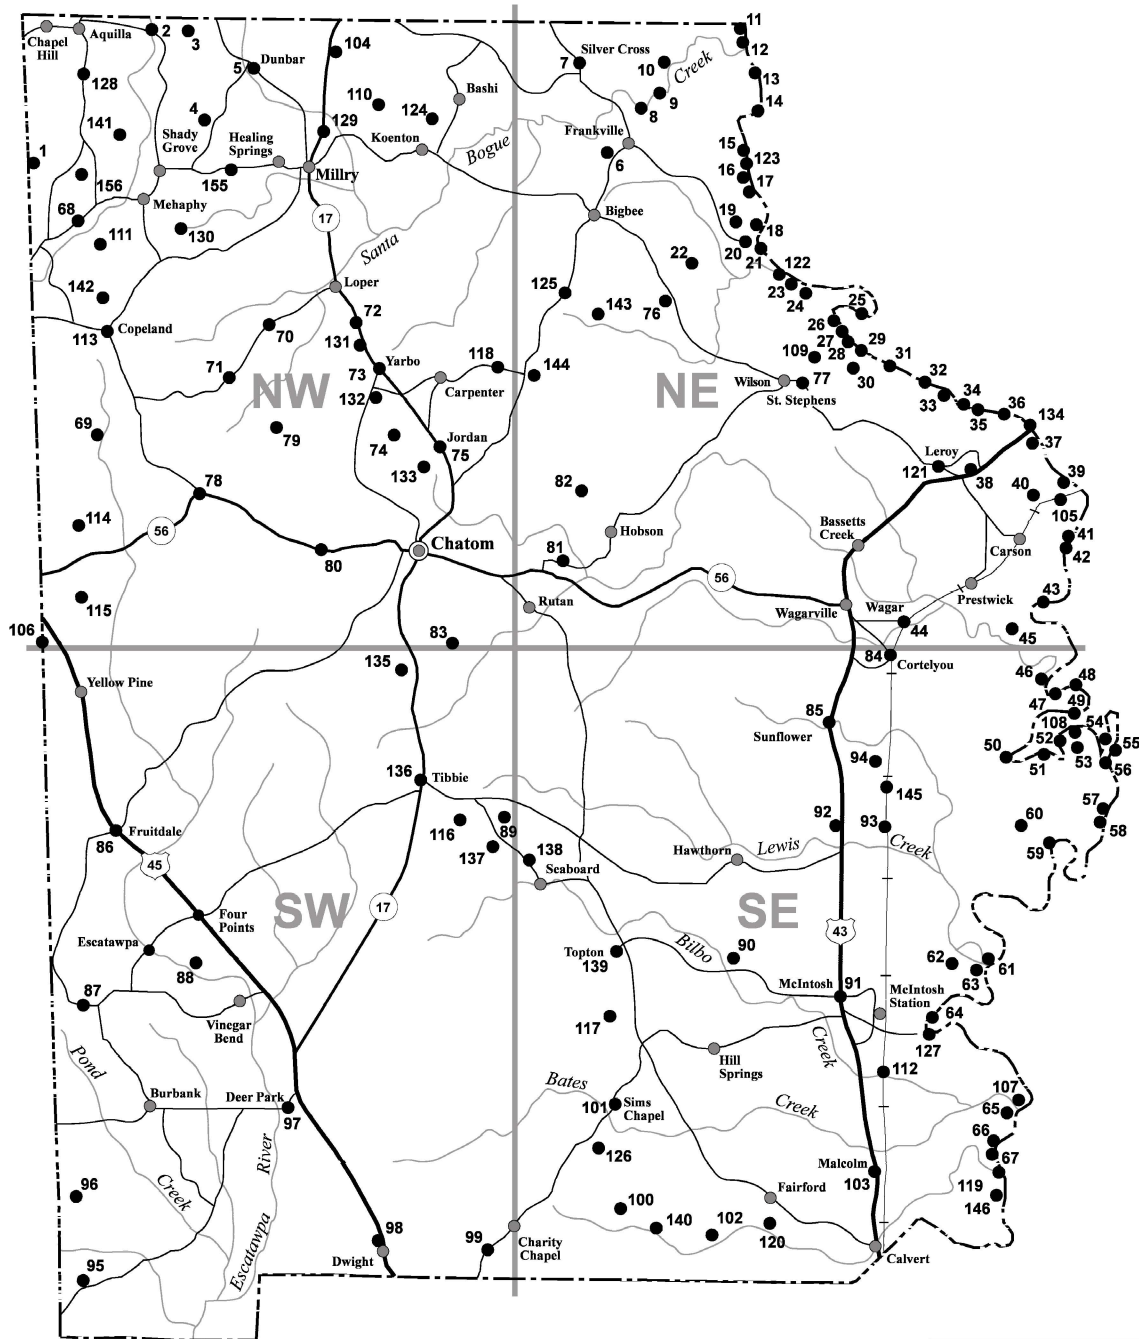 11
Chapel
Hill
Aquilla
2
3
104
7
Silver Cross
10
Creek
12
5
Dunbar
128
13
110
124
Bashi
9
8
14
4
141
129
Shady
Grove
Healing
Springs
Koenton
Bogue
Frankville
6
15
123
1
156
155
Millry
16
17
68
Mehaphy
17
Bigbee
19
18
111
130
Santa
22
20
21
142
Loper
125
122
23
24
113
Copeland
72
143
76
25
26
70
131
27
28
29
109
71
73
Yarbo
118
144
31
30
NW
NE
Carpenter
132
Wilson
77
St. Stephens
32
33
34
35
36
134
69
79
74
Jordan
75
37
133
Leroy
121
38
78
82
40
39
105
114
56
Bassetts
Creek
41
Chatom
Hobson
42
Carson
80
81
56
115
Rutan
Wagarville
Wagar
Prestwick
43
106
83
44
45
84
Cortelyou
135
Yellow Pine
46
47
48
49
85
Sunflower
108
54
50
52
55
51
53
56
136
Tibbie
94
145
86
Fruitdale
116
89
92
93
60
57
58
137
138
Hawthorn
Lewis
Creek
59
45
Seaboard
SW
SE
Four
Points
17
43
Escatawpa
88
Topton
139
Bilbo
90
62
61
63
87
McIntosh
91
McIntosh
Station
Vinegar
Bend
117
64
127
Pond
Creek
Hill
Springs
112
Burbank
Deer Park
97
Bates
101
Sims
Chapel
Creek
107
65
126
66
67
96
River
Malcolm
103
119
Creek
Fairford
146
100
140
102
120
98
99
Charity
Chapel
Dwight
Calvert
Escatawpa
95